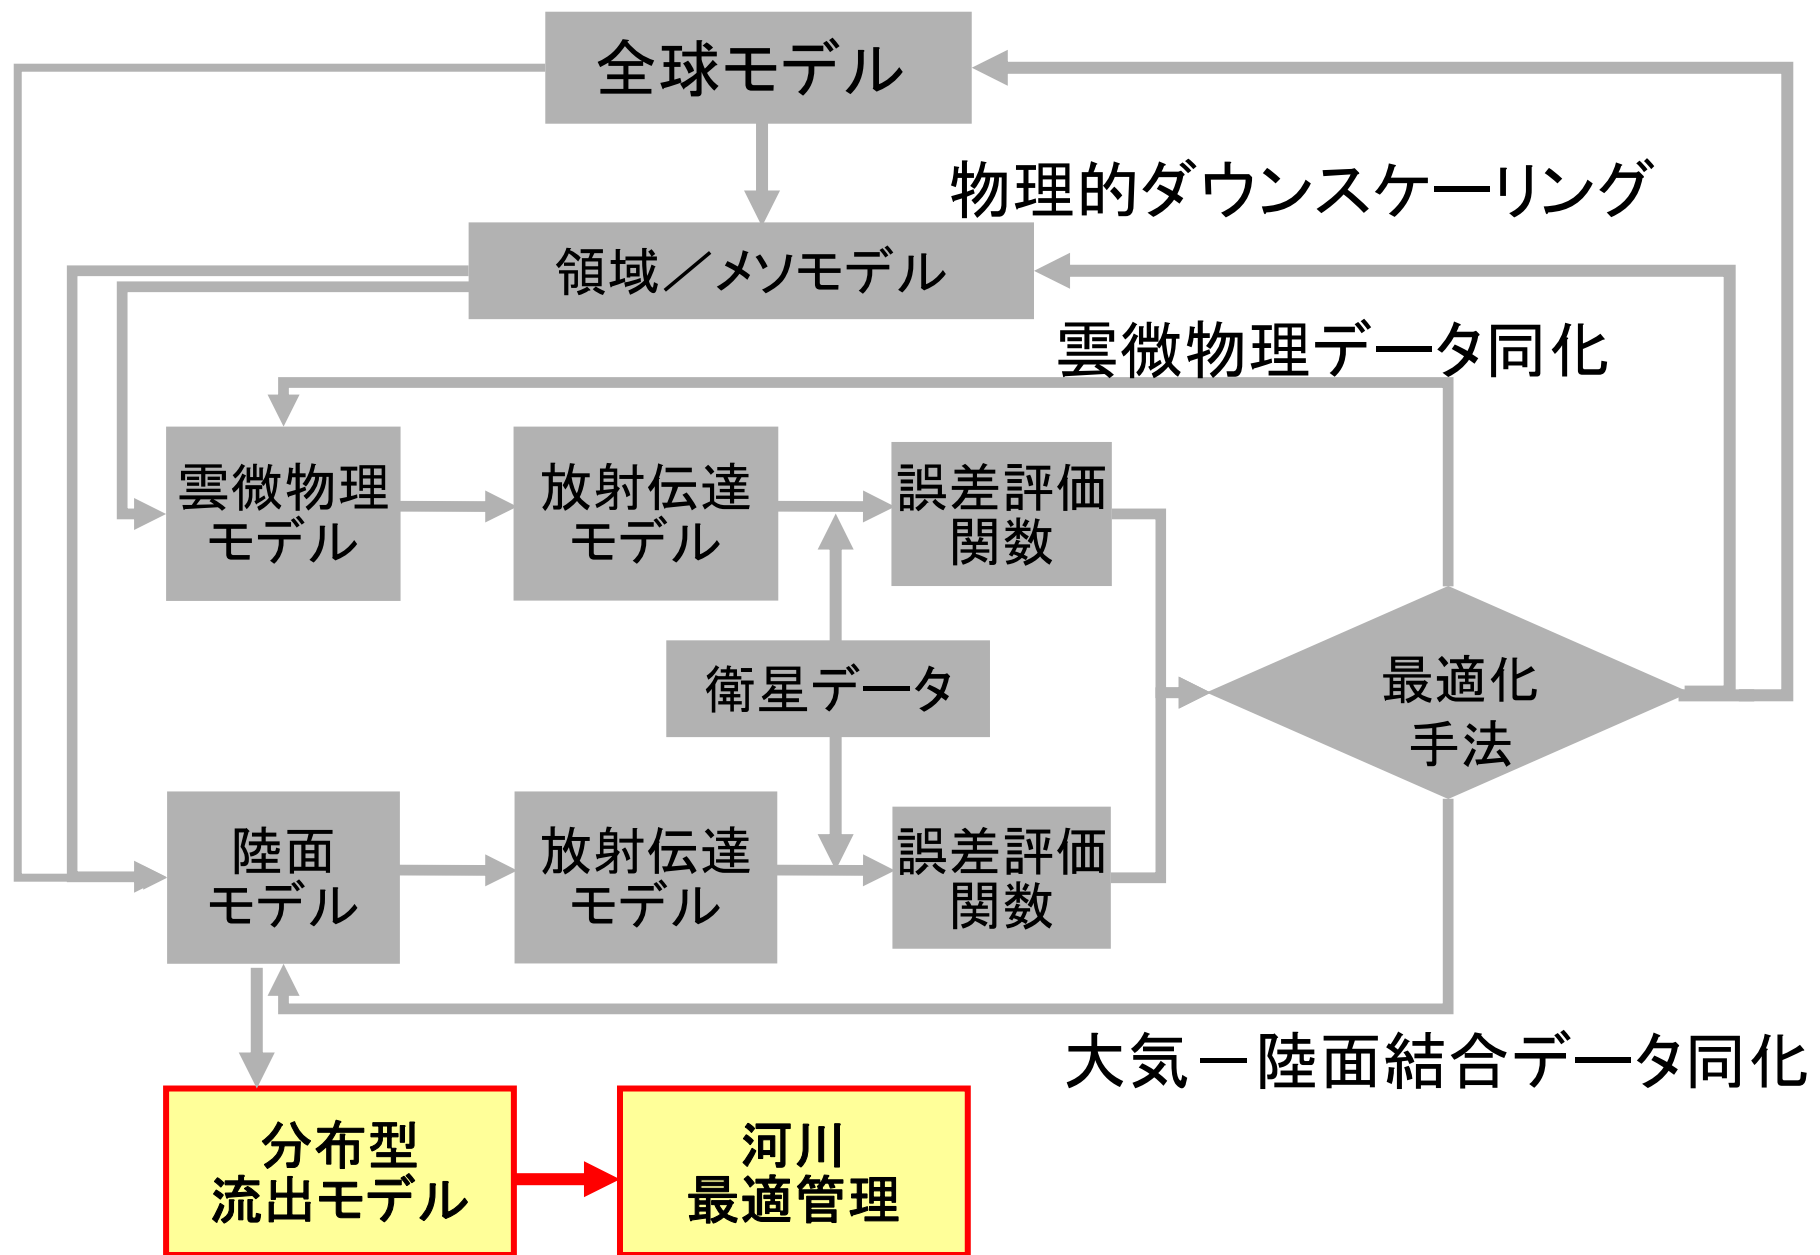 全球モデル
物理的ダウンスケーリング
領域／メソモデル
雲微物理データ同化
雲微物理
モデル
放射伝達
モデル
誤差評価
関数
衛星データ
最適化
手法
陸面
モデル
放射伝達
モデル
誤差評価
関数
大気－陸面結合データ同化
分布型
流出モデル
河川
最適管理